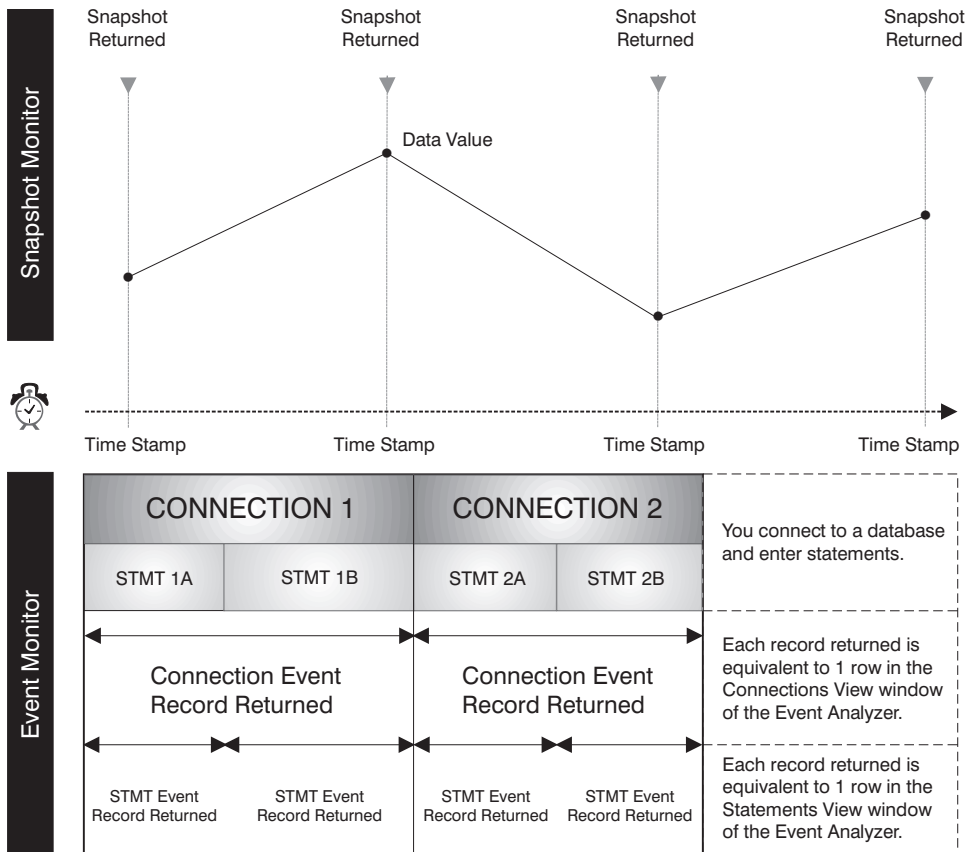 Snapshot
Returned
Snapshot
Returned
Snapshot
Returned
Snapshot
Returned
Snapshot Monitor
Data Value
Time Stamp
Time Stamp
Time Stamp
Time Stamp
Event Monitor
CONNECTION 1
CONNECTION 2
You connect to a database
and enter statements.
STMT 1A
STMT 1B
STMT 2A
STMT 2B
Connection Event
Record Returned
Connection Event
Record Returned
Each record returned is
equivalent to 1 row in the
Connections View window
of the Event Analyzer.
STMT Event
Record Returned
STMT Event
Record Returned
STMT Event
Record Returned
STMT Event
Record Returned
Each record returned is
equivalent to 1 row in the
Statements View window
of the Event Analyzer.